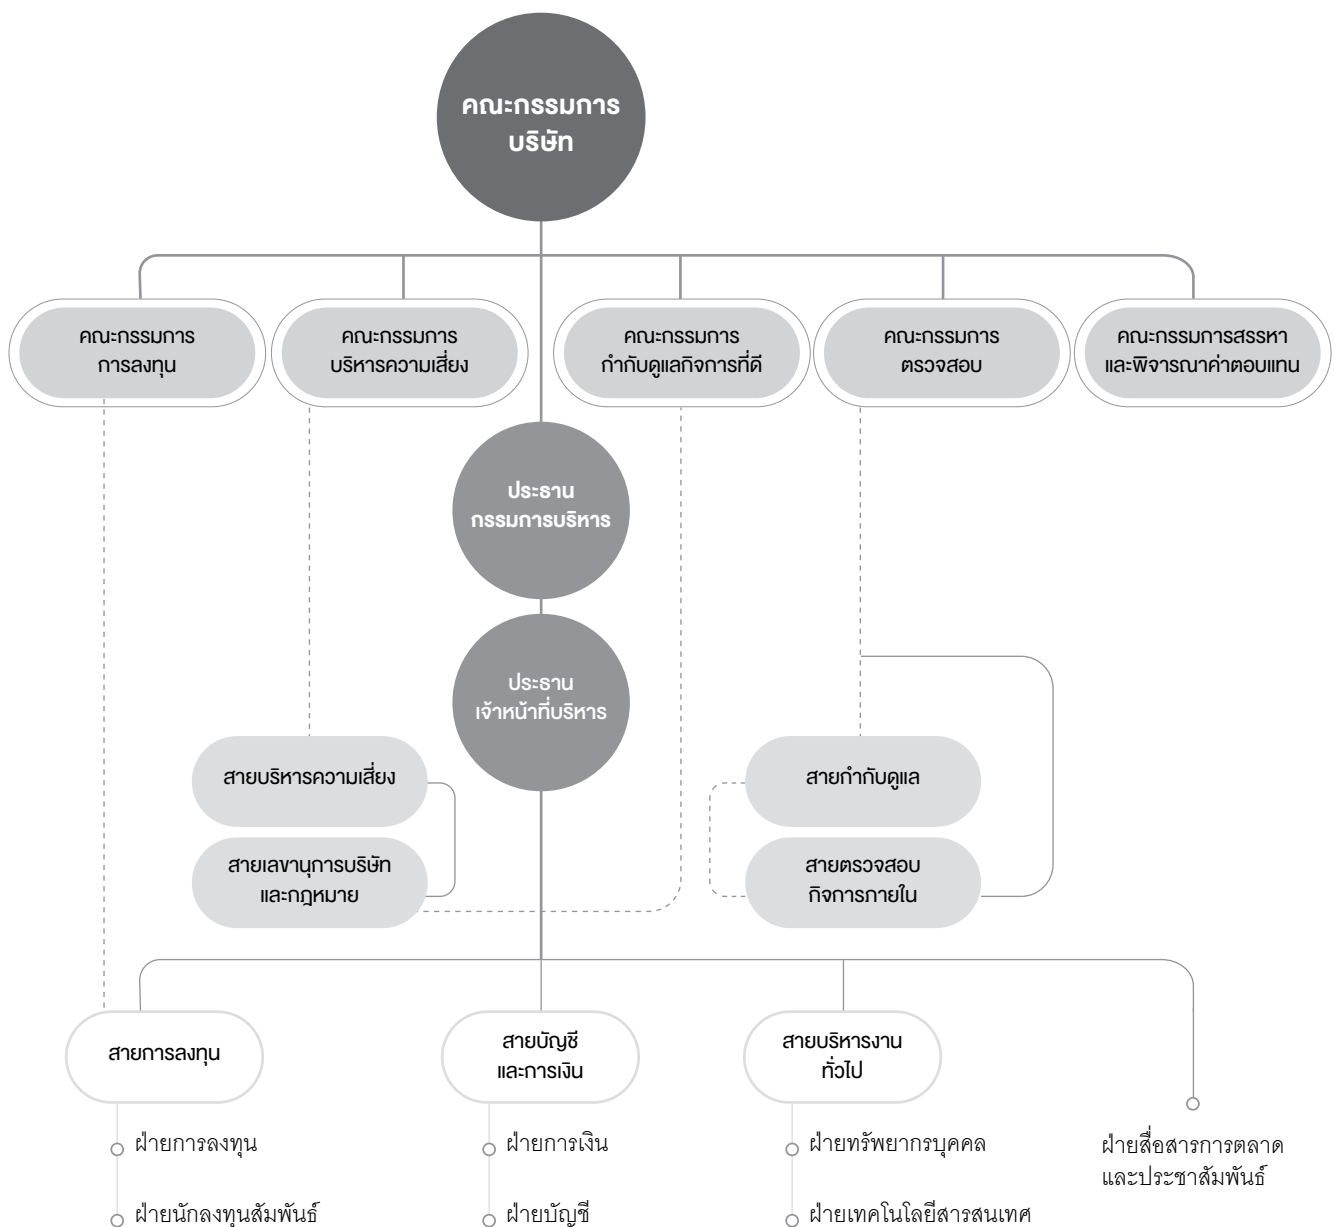 คณะกรรมการ
บริษัท
คณะกรรมการ
การลงทุน
คณะกรรมการ
บริหารความเสี่ยง
คณะกรรมการ
กำกับดูแลกิจการที่ดี
คณะกรรมการ
ตรวจสอบ
คณะกรรมการสรรหา
และพิจารณาค่าตอบแทน
ประธาน
กรรมการบริหาร
ประธาน
เจ้าหน้าที่บริหาร
สายบริหารความเสี่ยง
สายกำกับดูแล
สายเลขานุการบริษัท
และกฎหมาย
สายตรวจสอบ
กิจการภายใน
สายการลงทุน
สายบัญชี
และการเงิน
สายบริหารงาน
ทั่วไป
ฝ่ายการลงทุน
ฝ่ายนักลงทุนสัมพันธ์
ฝ่ายการเงิน
ฝ่ายบัญชี
ฝ่ายทรัพยากรบุคคล
ฝ่ายเทคโนโลยีสารสนเทศ
ฝ่ายสื่อสารการตลาด
และประชาสัมพันธ์